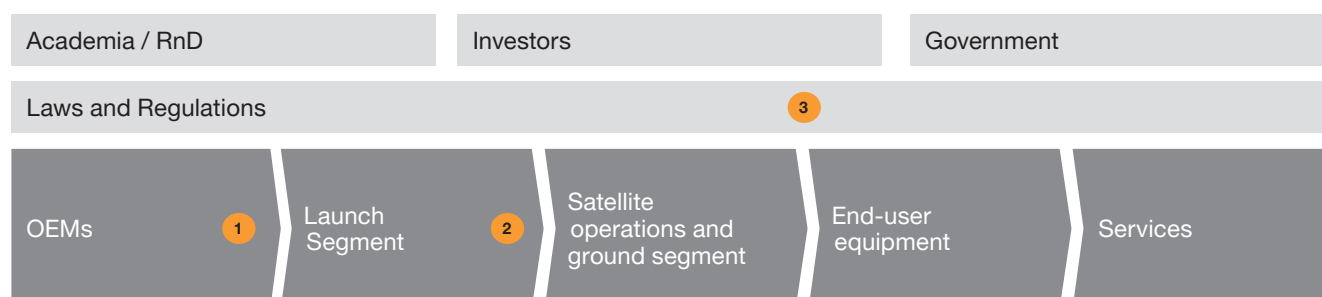 Academia / RnD
Investors
Government
Laws and Regulations
3
OEMs
1
Launch
Segment
2
Satellite
operations and
ground segment
End-user
equipment
Services